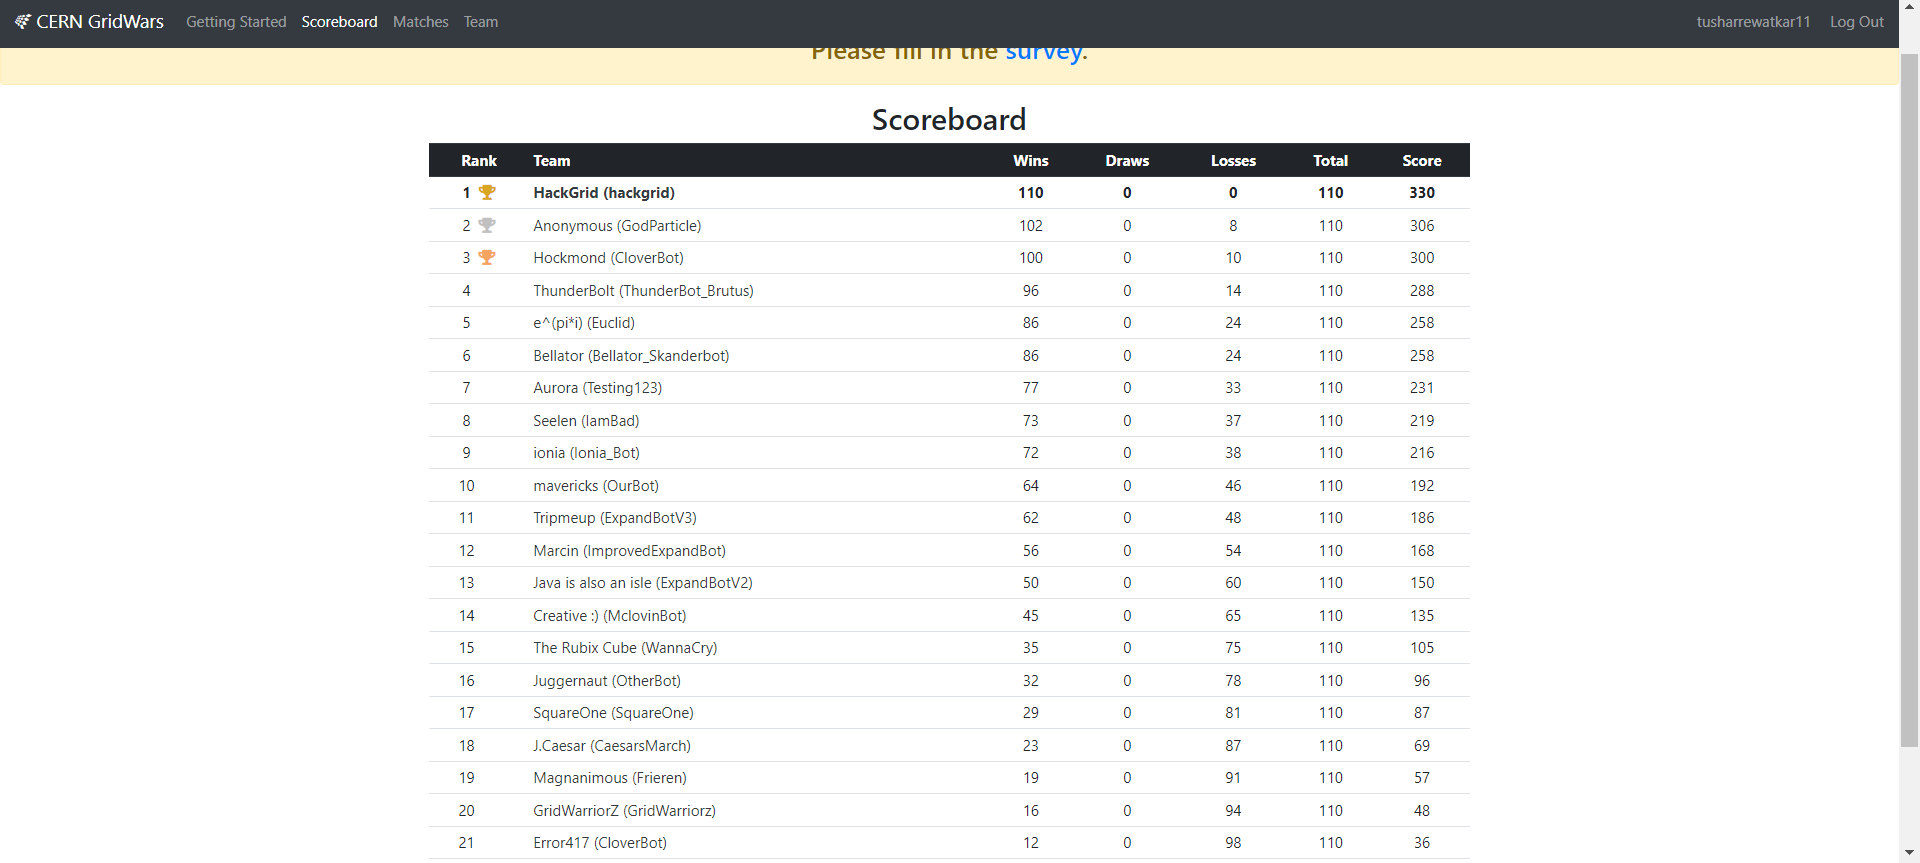 CERN GridWars Getting Started Scoreboard Matches Team tusharrewatkar11 Log Out
Please fill in the survey.
Scoreboard
Rank Team Wins Draws Losses Total Score
1 HackGrid (hackgrid) 110 0 0 110 330
2 Anonymous (GodParticle) 102 0 8 110 306
3 Hockmond (CloverBot) 100 0 10 110 300
4 ThunderBolt (ThunderBot_Brutus) 96 0 14 110 288
5 e^(pi*i) (Euclid) 86 0 24 110 258
6 Bellator (Bellator_Skanderbot) 86 0 24 110 258
7 Aurora (Testing123) 77 0 33 110 231
8 Seelen (IamBad) 73 0 37 110 219
9 ionia (Ionia_Bot) 72 0 38 110 216
10 mavericks (OurBot) 64 0 46 110 192
11 Tripmeup (ExpandBotV3) 62 0 48 110 186
12 Marcin (ImprovedExpandBot) 56 0 54 110 168
13 Java is also an isle (ExpandBotV2) 50 0 60 110 150
14 Creative :) (MclovinBot) 45 0 65 110 135
15 The Rubix Cube (WannaCry) 35 0 75 110 105
16 Juggernaut (OtherBot) 32 0 78 110 96
17 SquareOne (SquareOne) 29 0 81 110 87
18 J.Caesar (CaesarsMarch) 23 0 87 110 69
19 Magnanimous (Frieren) 19 0 91 110 57
20 GridWarriorZ (GridWarriorz) 16 0 94 110 48
21 Error417 (CloverBot) 12 0 98 110 36